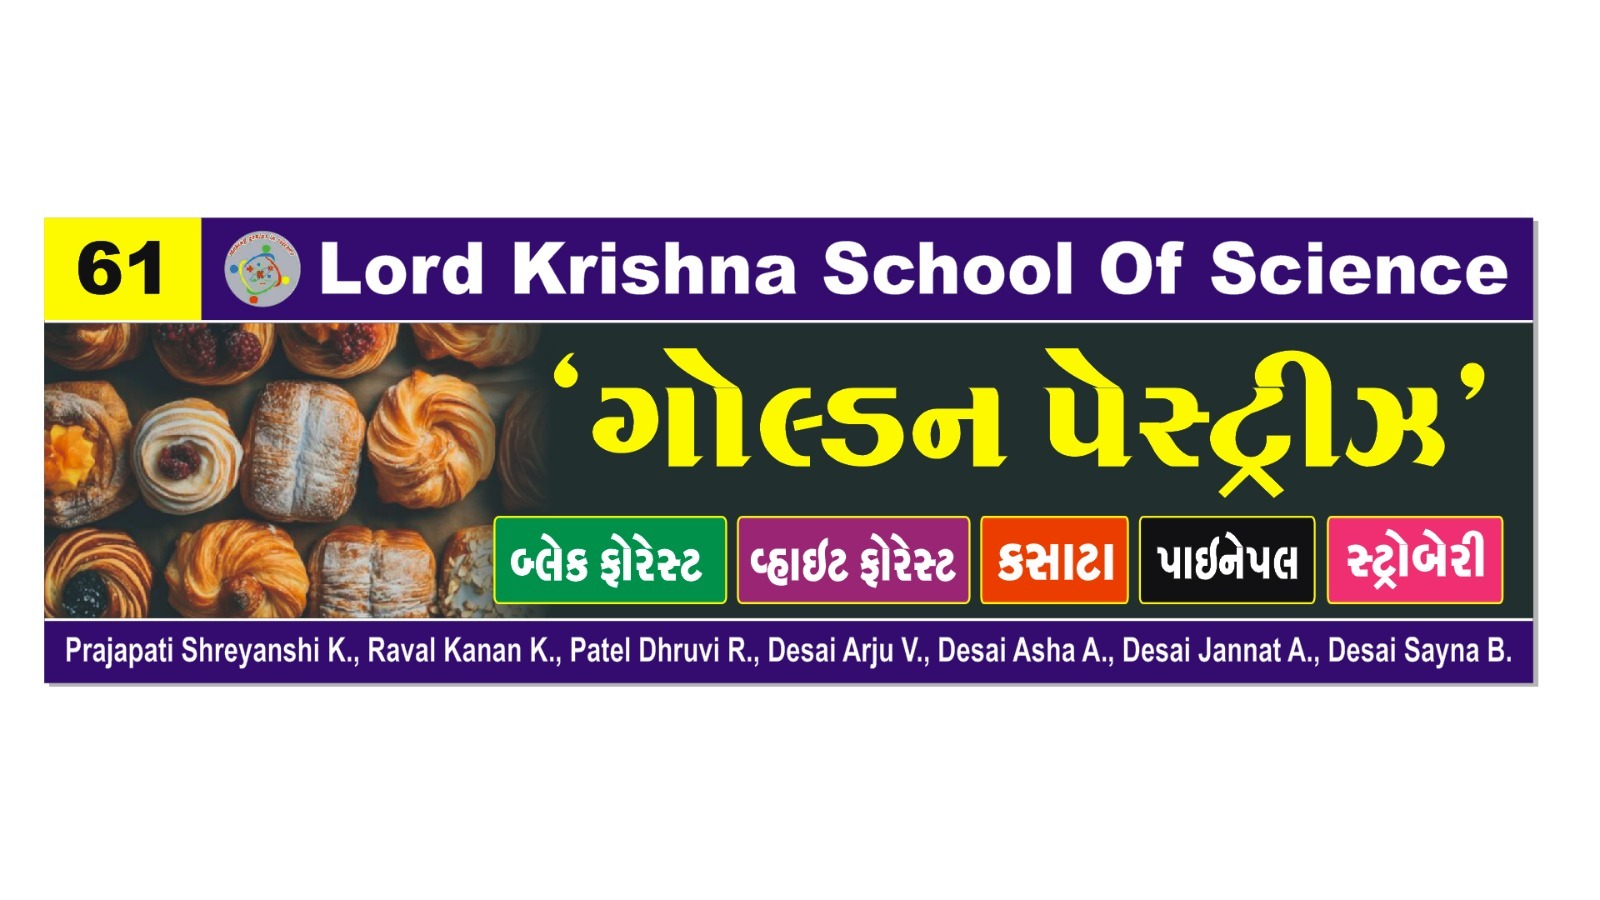 61 Lord Krishna School Of Science
‘ગોલ્ડન પેસ્ટ્રીઝ’
બ્લેક ફોરેસ્ટ વ્હાઈટ ફોરેસ્ટ કસાટા પાઈનેપલ સ્ટ્રોબેરી
Prajapati Shreyanshi K., Raval Kanan K., Patel Dhruvi R., Desai Arju V., Desai Asha A., Desai Jannat A., Desai Sayna B.